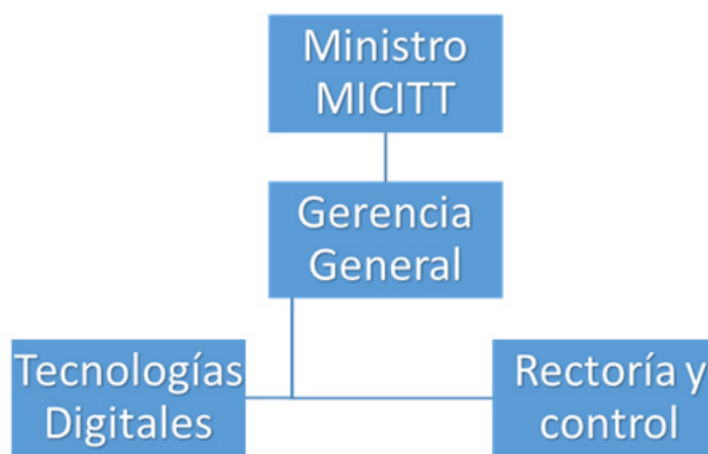 Ministro
MICITT
Gerencia
General
Tecnologías
Digitales
Rectoría y
control